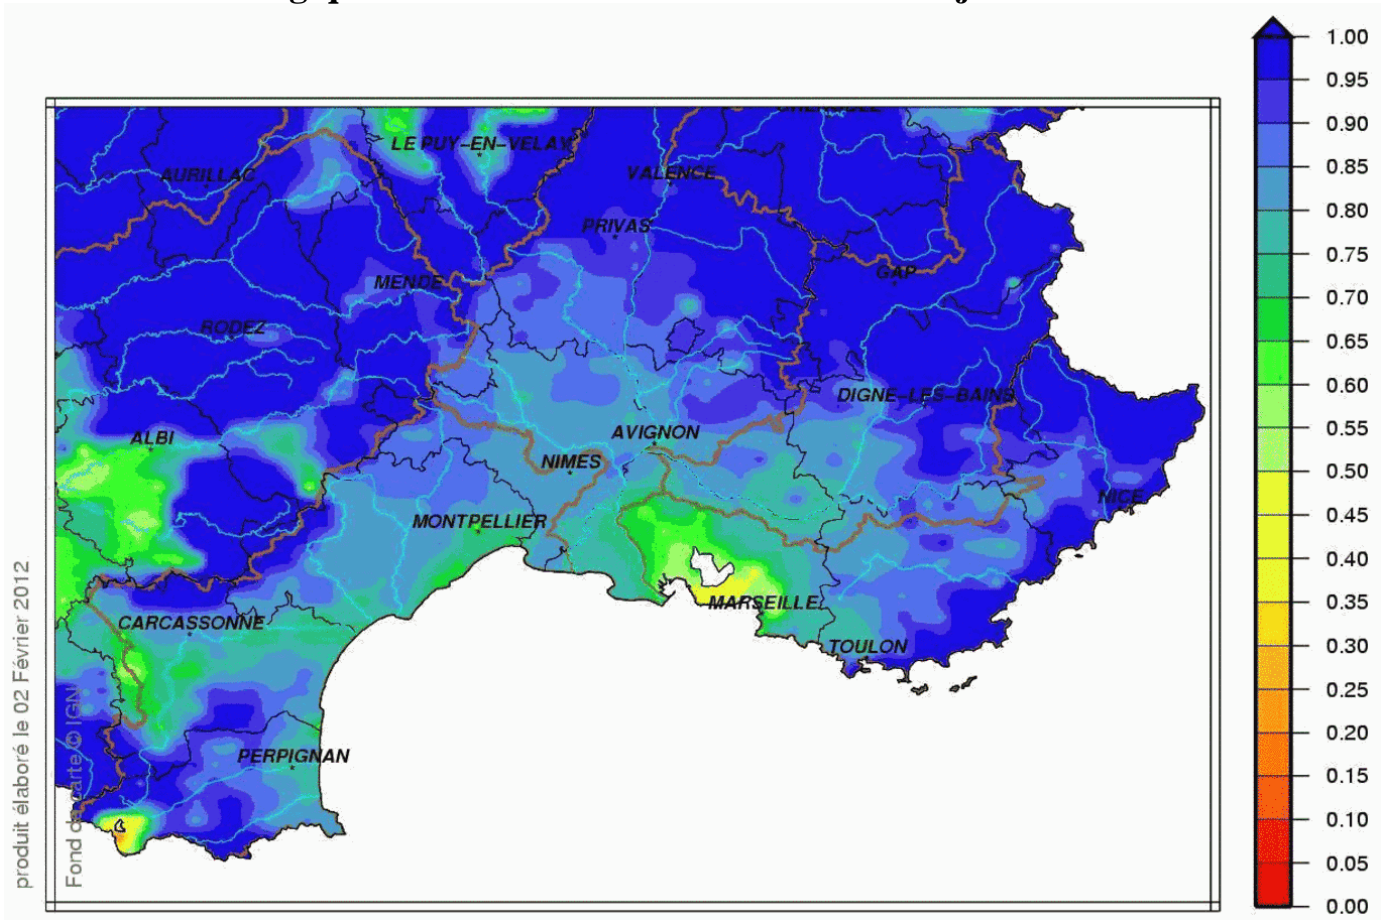 1.00
0.95
0.90
0.85
0.80
0.75
0.70
0.65
0.60
0.55
0.50
0.45
0.40
0.35
0.30
0.25
0.20
0.15
0.10
0.05
0.00
GRENOBLE
LE PUY-EN-VELAY
AURILLAC
VALENCE
PRIVAS
MENDE
GAP
RODEZ
DIGNE-LES-BAINS
ALBI
AVIGNON
NIMES
NICE
MONTPELLIER
MARSEILLE
CARCASSONNE
TOULON
PERPIGNAN
produit élaboré le 02 Février 2012
Fond de carte © IGN